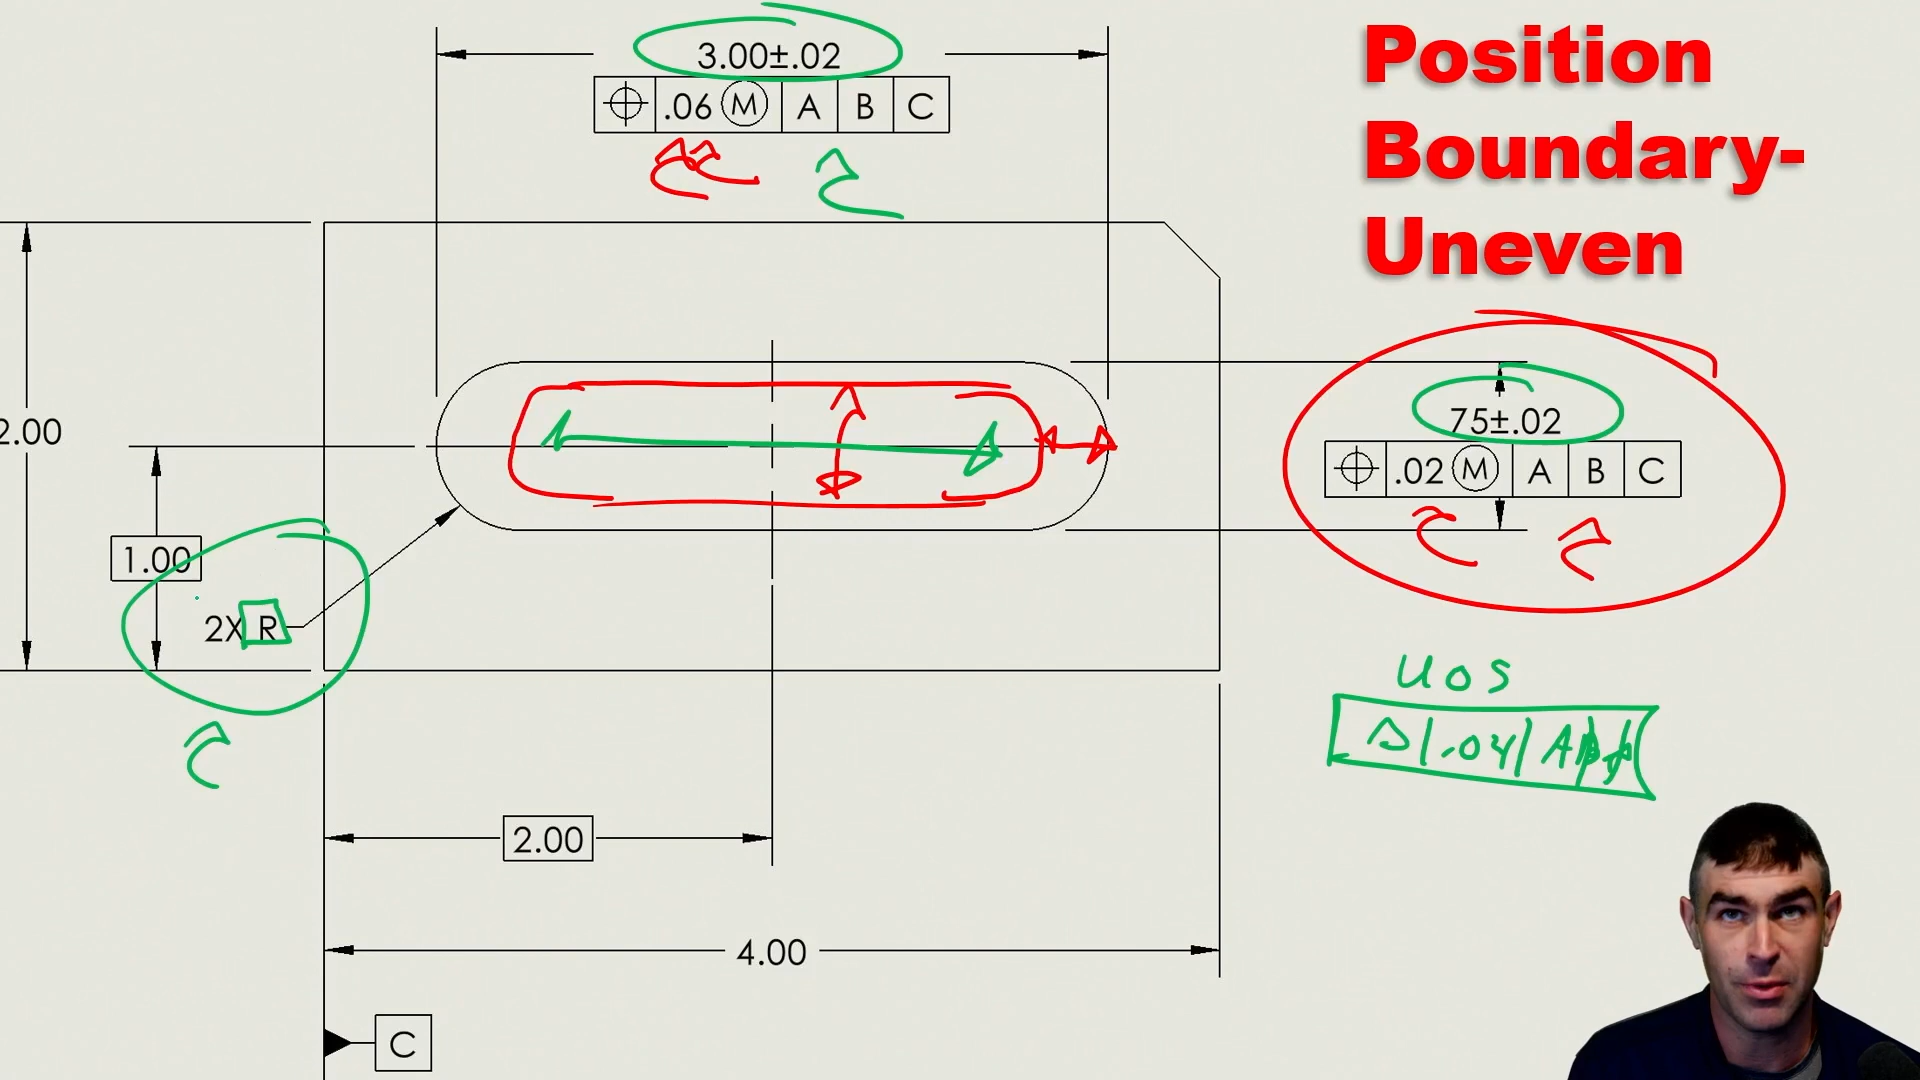 Position
Boundary-
Uneven
3.00±.02
⌖ .06 Ⓜ A B C
75±.02
⌖ .02 Ⓜ A B C
2.00
1.00
2X R
UOS
.04 A
2.00
4.00
C